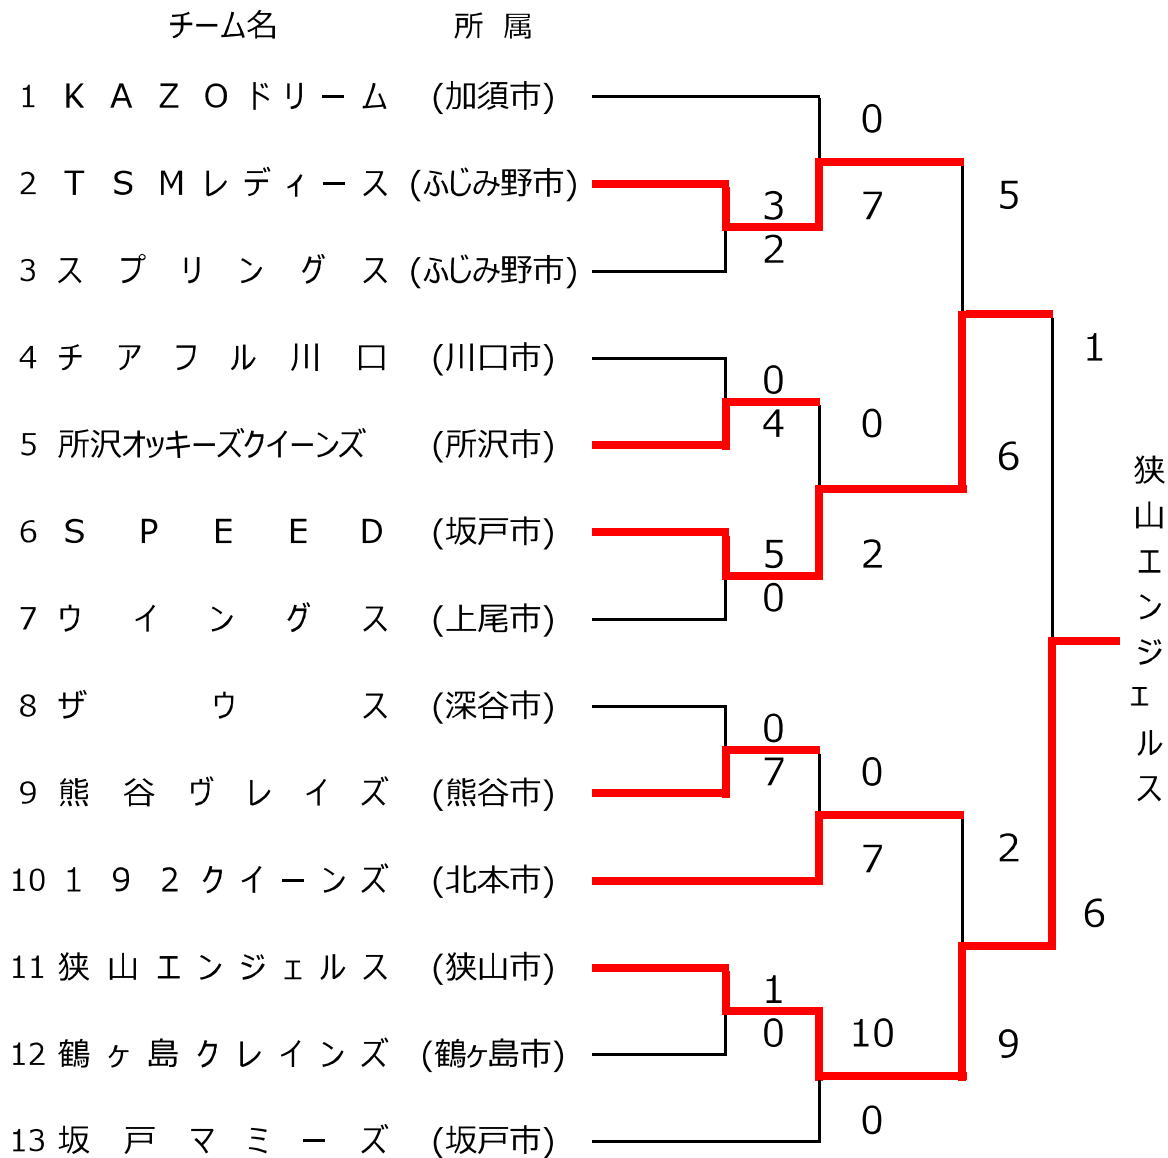 チーム名 所属
1 KAZOドリーム (加須市)
0
2 TSMレディース (ふじみ野市)
3 7 5
2
3 スプリングス (ふじみ野市)
4 チアフル川口 (川口市)
1
0
4 0
5 所沢オッキーズクイーンズ (所沢市)
6
6 SPEED (坂戸市)
5 2
0
7 ウイングス (上尾市)
狭山エンジェルス
8 ザウス (深谷市)
0
7 0
9 熊谷ヴレイズ (熊谷市)
7 2
10 192クイーンズ (北本市)
6
11 狭山エンジェルス (狭山市)
1
0 10 9
12 鶴ヶ島クレインズ (鶴ヶ島市)
0
13 坂戸マミーズ (坂戸市)